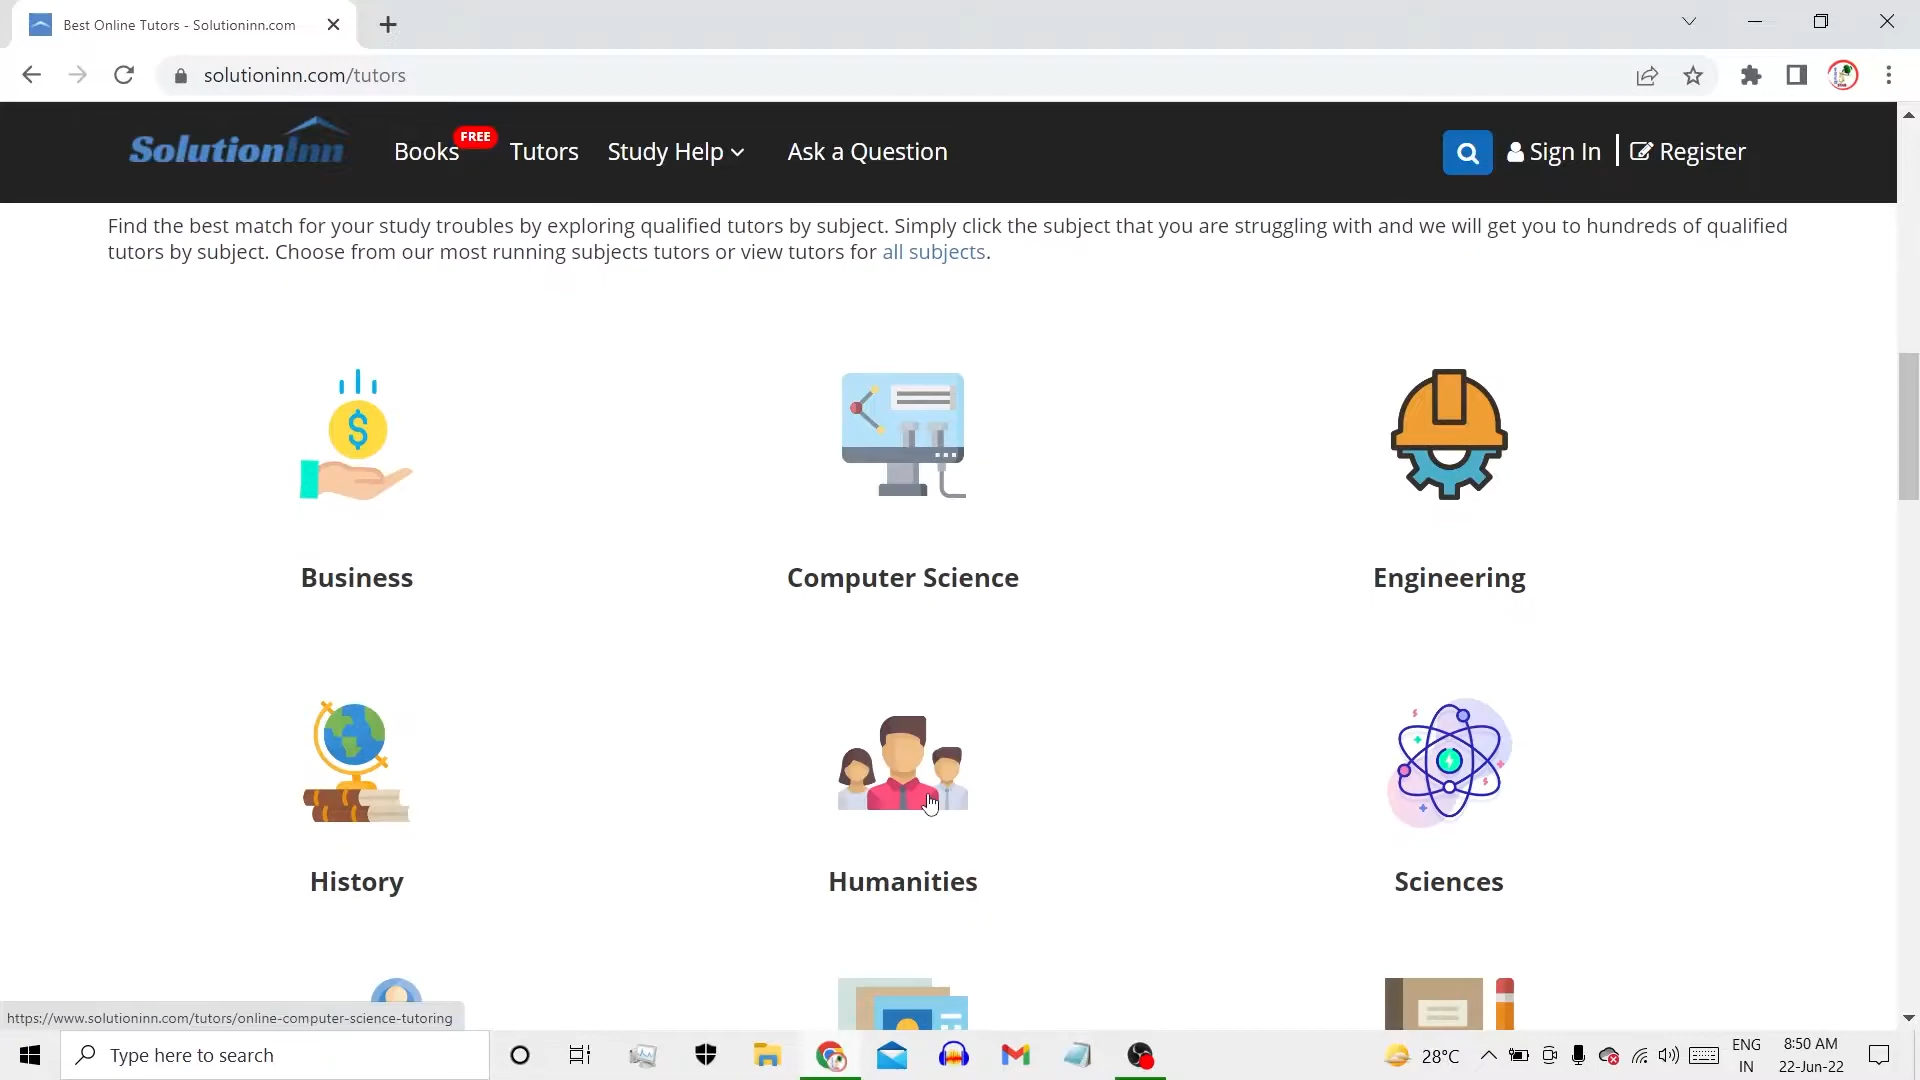 Best Online Tutors - Solutioninn.com
solutioninn.com/tutors
SolutionInn
Books
FREE
Tutors
Study Help
Ask a Question
Sign In
Register
Find the best match for your study troubles by exploring qualified tutors by subject. Simply click the subject that you are struggling with and we will get you to hundreds of qualified
tutors by subject. Choose from our most running subjects tutors or view tutors for all subjects.
$
Business
Computer Science
Engineering
History
Humanities
Sciences
https://www.solutioninn.com/tutors/online-computer-science-tutoring
Type here to search
28°C
ENG
IN
8:50 AM
22-Jun-22